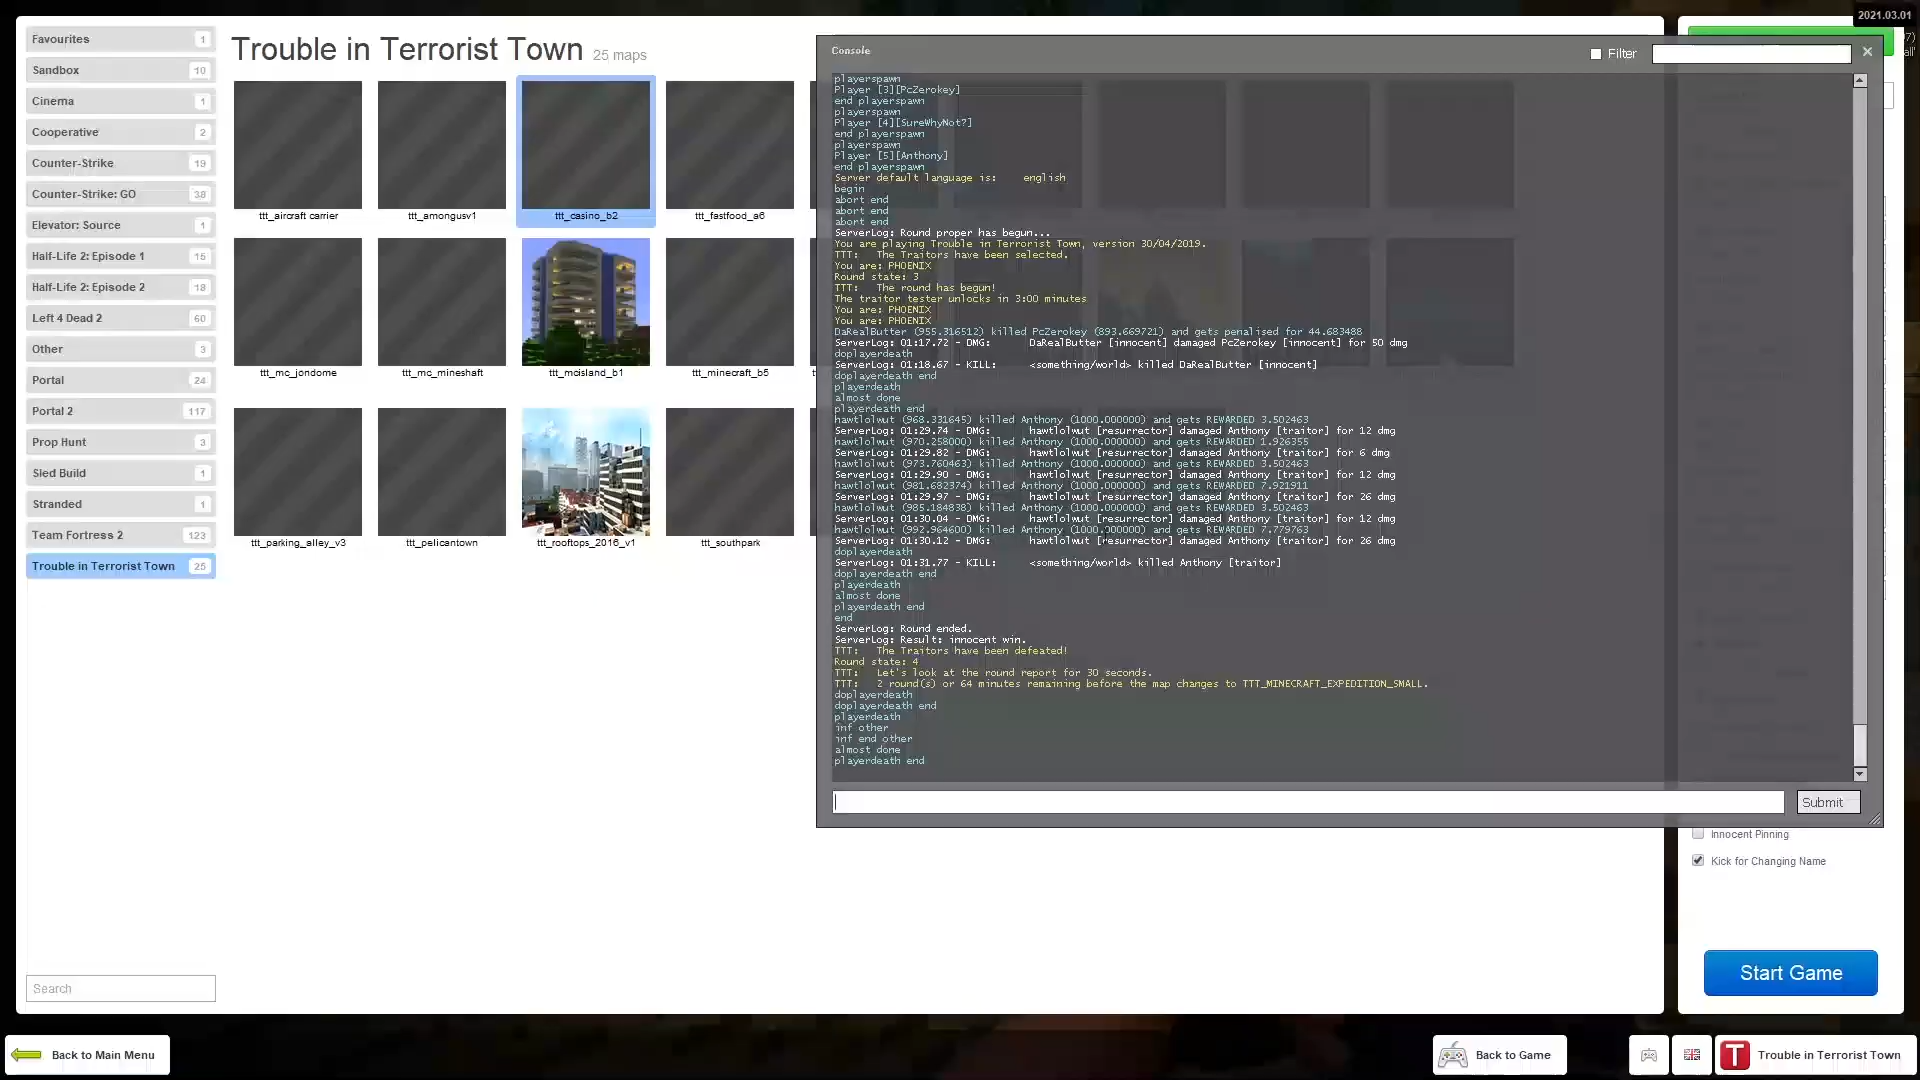 2021.03.01
Favourites 1
Sandbox 10
Cinema 1
Cooperative 2
Counter-Strike 19
Counter-Strike: GO 38
Elevator: Source 1
Half-Life 2: Episode 1 15
Half-Life 2: Episode 2 18
Left 4 Dead 2 60
Other 3
Portal 24
Portal 2 117
Prop Hunt 3
Sled Build 1
Stranded 1
Team Fortress 2 123
Trouble in Terrorist Town 25
Search
Trouble in Terrorist Town 25 maps
ttt_aircraft carrier ttt_amongusv1 ttt_casino_b2 ttt_fastfood_a6
ttt_mc_jondome ttt_mc_mineshaft ttt_mcisland_b1 ttt_minecraft_b5
ttt_parking_alley_v3 ttt_pelicantown ttt_rooftops_2016_v1 ttt_southpark
Console
Filter
playerspawn
Player [3][PcZerokey]
end playerspawn
playerspawn
Player [4][SureWhyNot?]
end playerspawn
playerspawn
Player [5][Anthony]
end playerspawn
Server default language is: english
begin
abort end
abort end
abort end
ServerLog: Round proper has begun...
You are playing Trouble in Terrorist Town, version 30/04/2019.
TTT: The Traitors have been selected.
You are: PHOENIX
Round state: 3
TTT: The round has begun!
The traitor tester unlocks in 3:00 minutes
You are: PHOENIX
You are: PHOENIX
DaRealButter (955.316512) killed PcZerokey (893.669721) and gets penalised for 44.683488
ServerLog: 01:17.72 - DMG: DaRealButter [innocent] damaged PcZerokey [innocent] for 50 dmg
doplayerdeath
ServerLog: 01:18.67 - KILL: <something/world> killed DaRealButter [innocent]
doplayerdeath end
playerdeath
almost done
playerdeath end
hawtlolwut (968.331645) killed Anthony (1000.000000) and gets REWARDED 3.502463
ServerLog: 01:29.74 - DMG: hawtlolwut [resurrector] damaged Anthony [traitor] for 12 dmg
hawtlolwut (970.258000) killed Anthony (1000.000000) and gets REWARDED 1.926355
ServerLog: 01:29.82 - DMG: hawtlolwut [resurrector] damaged Anthony [traitor] for 6 dmg
hawtlolwut (973.760463) killed Anthony (1000.000000) and gets REWARDED 3.502463
ServerLog: 01:29.90 - DMG: hawtlolwut [resurrector] damaged Anthony [traitor] for 12 dmg
hawtlolwut (981.682374) killed Anthony (1000.000000) and gets REWARDED 7.921911
ServerLog: 01:29.97 - DMG: hawtlolwut [resurrector] damaged Anthony [traitor] for 26 dmg
hawtlolwut (985.184838) killed Anthony (1000.000000) and gets REWARDED 3.502463
ServerLog: 01:30.04 - DMG: hawtlolwut [resurrector] damaged Anthony [traitor] for 12 dmg
hawtlolwut (992.964600) killed Anthony (1000.000000) and gets REWARDED 7.779763
ServerLog: 01:30.12 - DMG: hawtlolwut [resurrector] damaged Anthony [traitor] for 26 dmg
doplayerdeath
ServerLog: 01:31.77 - KILL: <something/world> killed Anthony [traitor]
doplayerdeath end
playerdeath
almost done
playerdeath end
end
ServerLog: Round ended.
ServerLog: Result: innocent win.
TTT: The Traitors have been defeated!
Round state: 4
TTT: Let's look at the round report for 30 seconds.
TTT: 2 round(s) or 64 minutes remaining before the map changes to TTT_MINECRAFT_EXPEDITION_SMALL.
doplayerdeath
doplayerdeath end
playerdeath
inf other
inf end other
almost done
playerdeath end
Submit
Innocent Pinning
Kick for Changing Name
Start Game
Back to Main Menu
Back to Game
Trouble in Terrorist Town